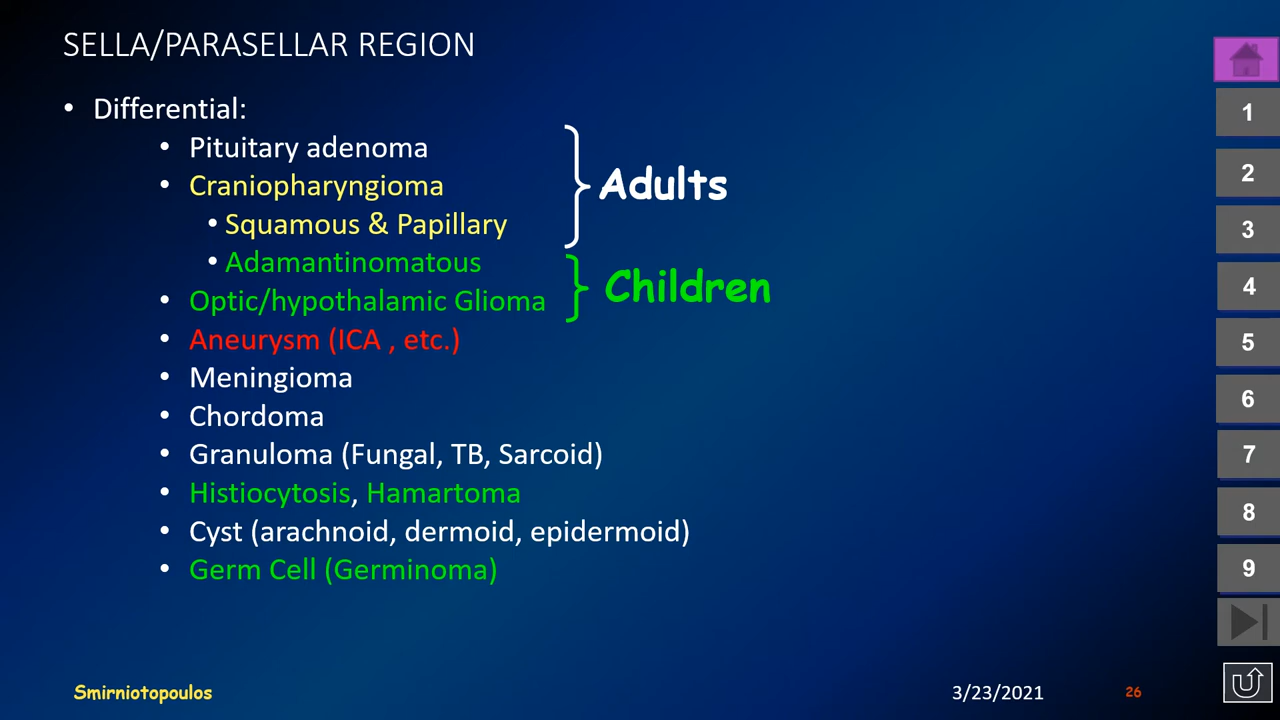 SELLA/PARASELLAR REGION
• Differential:
• Pituitary adenoma
• Craniopharyngioma
• Squamous & Papillary
Adults
• Adamantinomatous
• Optic/hypothalamic Glioma
Children
• Aneurysm (ICA , etc.)
• Meningioma
• Chordoma
• Granuloma (Fungal, TB, Sarcoid)
• Histiocytosis, Hamartoma
• Cyst (arachnoid, dermoid, epidermoid)
• Germ Cell (Germinoma)
1
2
3
4
5
6
7
8
9
Smirniotopoulos
3/23/2021
26